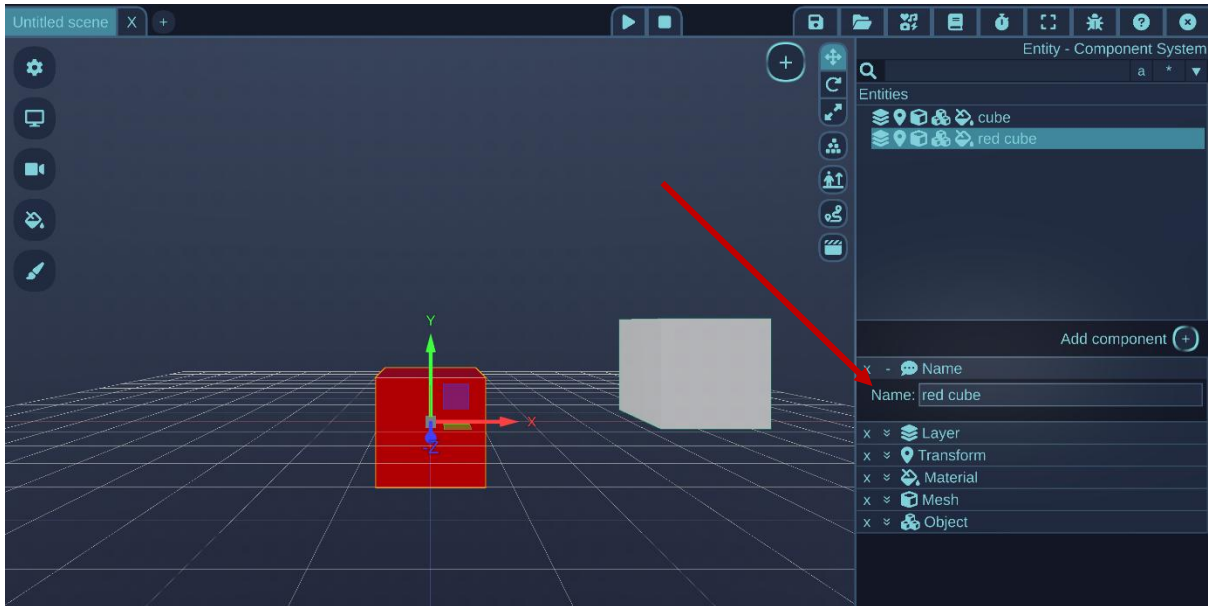 Untitled scene X +
Entity - Component System
a * ▼
Entities
cube
red cube
Add component +
x - Name
Name: red cube
x Layer
x Transform
x Material
x Mesh
x Object
Y
X
-Z